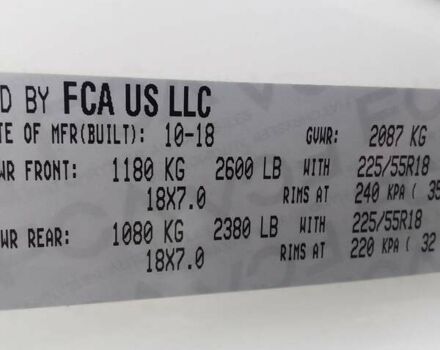 D BY FCA US LLC
TE OF MFR(BUILT): 10-18 GVWR: 2087 KG
WR FRONT: 1180 KG 2600 LB WITH 225/55R18
18X7.0 RIMS AT 240 KPA ( 35
WR REAR: 1080 KG 2380 LB WITH 225/55R18
18X7.0 RIMS AT 220 KPA ( 32